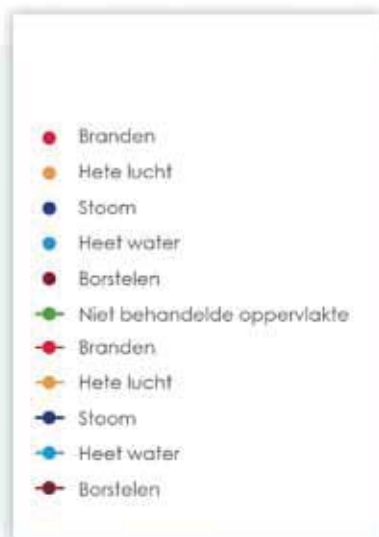 Branden
Hete lucht
Stoom
Heet water
Borstelen
Niet behandelde oppervlakte
Branden
Hete lucht
Stoom
Heet water
Borstelen